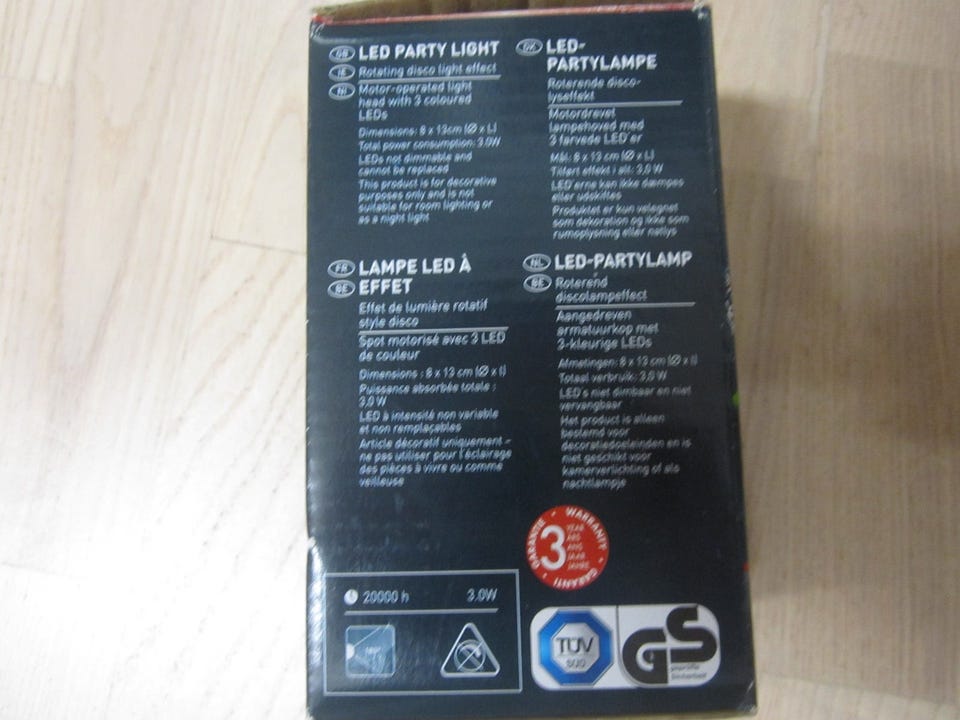 GB
LED PARTY LIGHT
IE
Rotating disco light effect
NI
Motor-operated light
head with 3 coloured
LEDs
Dimensions: 8 x 13cm (Ø x L)
Total power consumption: 3.0W
LEDs not dimmable and
cannot be replaced
This product is for decorative
purposes only and is not
suitable for room lighting or
as a night light
DK
LED-
PARTYLAMPE
Roterende disco-
lyseffekt
Motordrevet
lampehoved med
3 farvede LED'er
Mål: 8 x 13 cm (Ø x L)
Tilført effekt i alt: 3,0 W
LED'erne kan ikke dæmpes
eller udskiftes
Produktet er kun velegnet
som dekoration og ikke som
rumoplysning eller natlys
FR
LAMPE LED À
BE
EFFET
Effet de lumière rotatif
style disco
Spot motorisé avec 3 LED
de couleur
Dimensions : 8 x 13 cm (Ø x l)
Puissance absorbée totale :
3,0 W
LED à intensité non variable
et non remplaçables
Article décoratif uniquement –
ne pas utiliser pour l'éclairage
des pièces à vivre ou comme
veilleuse
NL
LED-PARTYLAMP
BE
Roterend
discolampeffect
Aangedreven
armatuurkop met
3-kleurige LEDs
Afmetingen: 8 x 13 cm (Ø x l)
Totaal verbruik: 3,0 W
LED's niet dimbaar en niet
vervangbaar
Het product is alleen
bestemd voor
decoratiedoeleinden en is
niet geschikt voor
kamerverlichting of als
nachtlampje
GARANTIE • WARRANTY • GARANTI
3
YEAR
ÅRS
ANS
JAAR
JAHRE
20000 h
3.0W
TÜV
SÜD
GS
geprüfte
Sicherheit